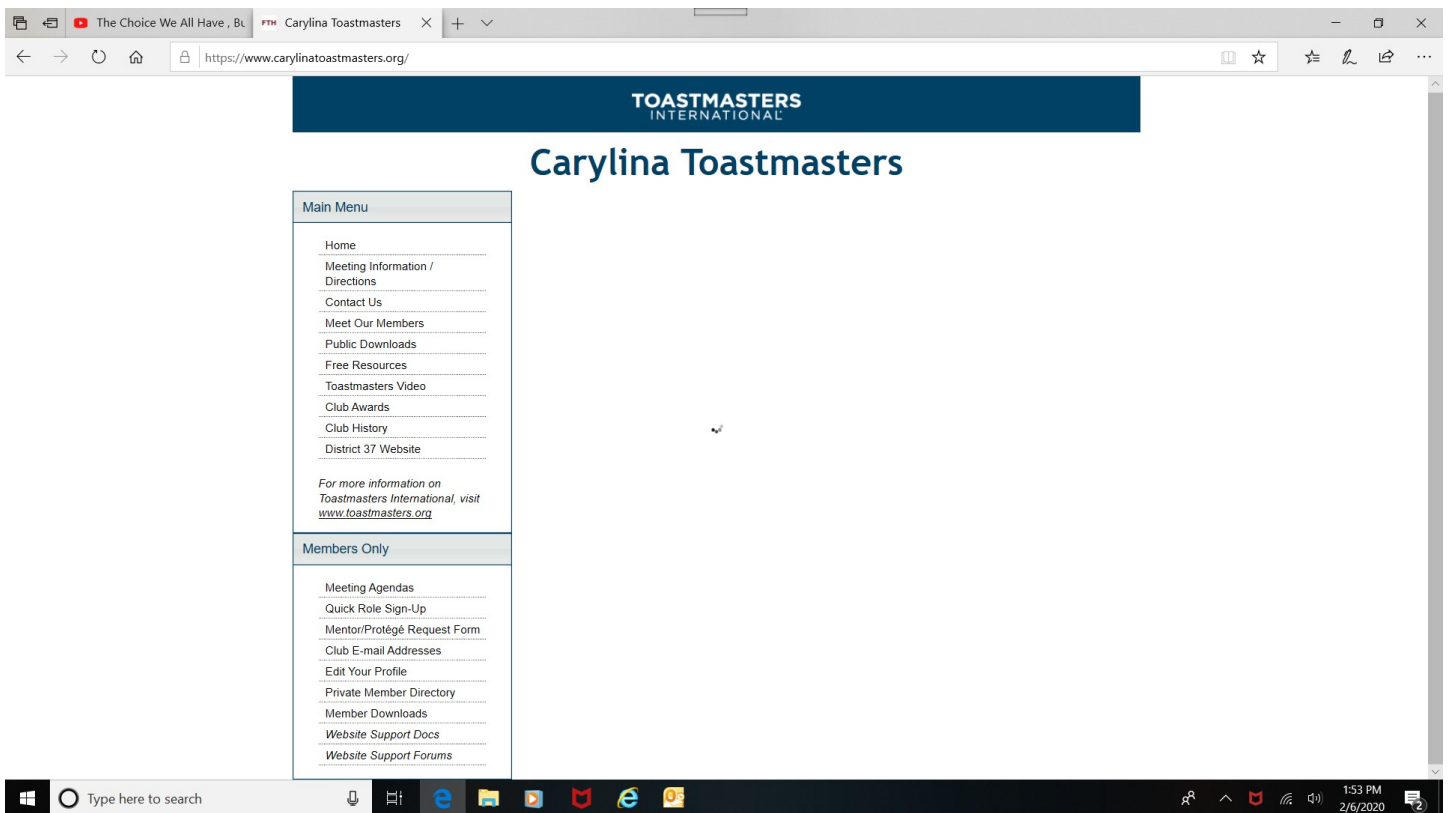 The Choice We All Have , Bu
FTH Carylina Toastmasters
https://www.carylinatoastmasters.org/
TOASTMASTERS
INTERNATIONAL
Carylina Toastmasters
Main Menu
Home
Meeting Information /
Directions
Contact Us
Meet Our Members
Public Downloads
Free Resources
Toastmasters Video
Club Awards
Club History
District 37 Website
For more information on
Toastmasters International, visit
www.toastmasters.org
Members Only
Meeting Agendas
Quick Role Sign-Up
Mentor/Protégé Request Form
Club E-mail Addresses
Edit Your Profile
Private Member Directory
Member Downloads
Website Support Docs
Website Support Forums
Type here to search
1:53 PM
2/6/2020
2